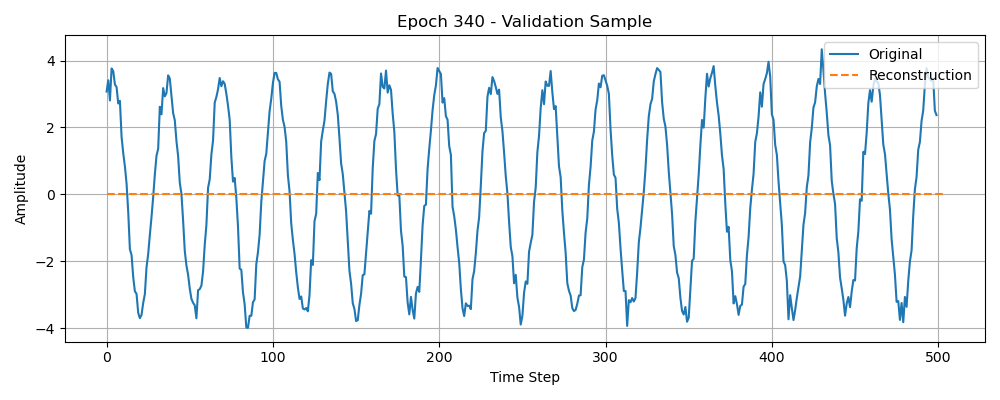 Epoch 340 - Validation Sample
Original
Reconstruction
Amplitude
4
2
0
−2
−4
0 100 200 300 400 500
Time Step